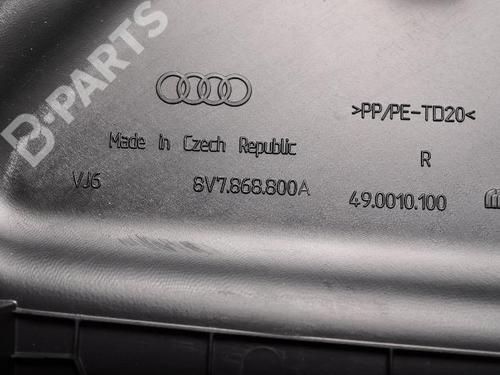 B-PARTS
>PP/PE-TD20<
Made in Czech Republic
R
VJ6
8V7.868.800A
49.0010.100